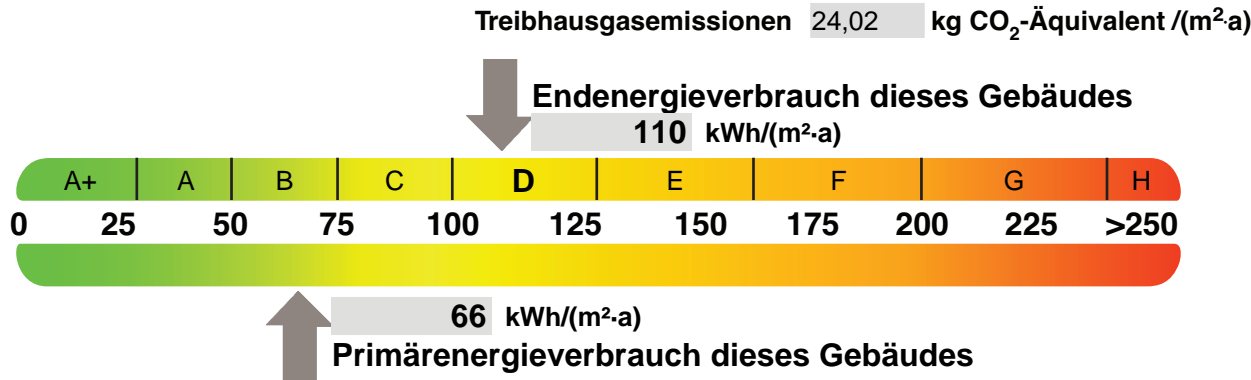 Treibhausgasemissionen 24,02 kg CO₂-Äquivalent /(m²·a)
Endenergieverbrauch dieses Gebäudes
110 kWh/(m²·a)
A+ A B C D E F G H
0 25 50 75 100 125 150 175 200 225 >250
66 kWh/(m²·a)
Primärenergieverbrauch dieses Gebäudes